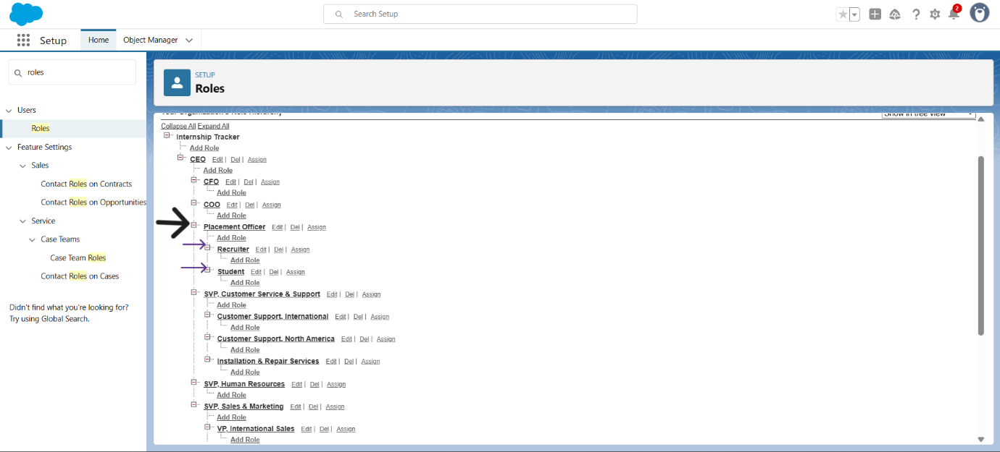 Search Setup
2
Setup
Home
Object Manager
roles
Users
Roles
Feature Settings
Sales
Contact Roles on Contracts
Contact Roles on Opportunities
Service
Case Teams
Case Team Roles
Contact Roles on Cases
Didn't find what you're looking for?
Try using Global Search.
SETUP
Roles
Your Organization's Role Hierarchy
Show in tree view
Collapse All Expand All
Internship Tracker
Add Role
CEO Edit | Del | Assign
Add Role
CFO Edit | Del | Assign
Add Role
COO Edit | Del | Assign
Add Role
Placement Officer Edit | Del | Assign
Add Role
Recruiter Edit | Del | Assign
Add Role
Student Edit | Del | Assign
Add Role
SVP, Customer Service & Support Edit | Del | Assign
Add Role
Customer Support, International Edit | Del | Assign
Add Role
Customer Support, North America Edit | Del | Assign
Add Role
Installation & Repair Services Edit | Del | Assign
Add Role
SVP, Human Resources Edit | Del | Assign
Add Role
SVP, Sales & Marketing Edit | Del | Assign
Add Role
VP, International Sales Edit | Del | Assign
Add Role